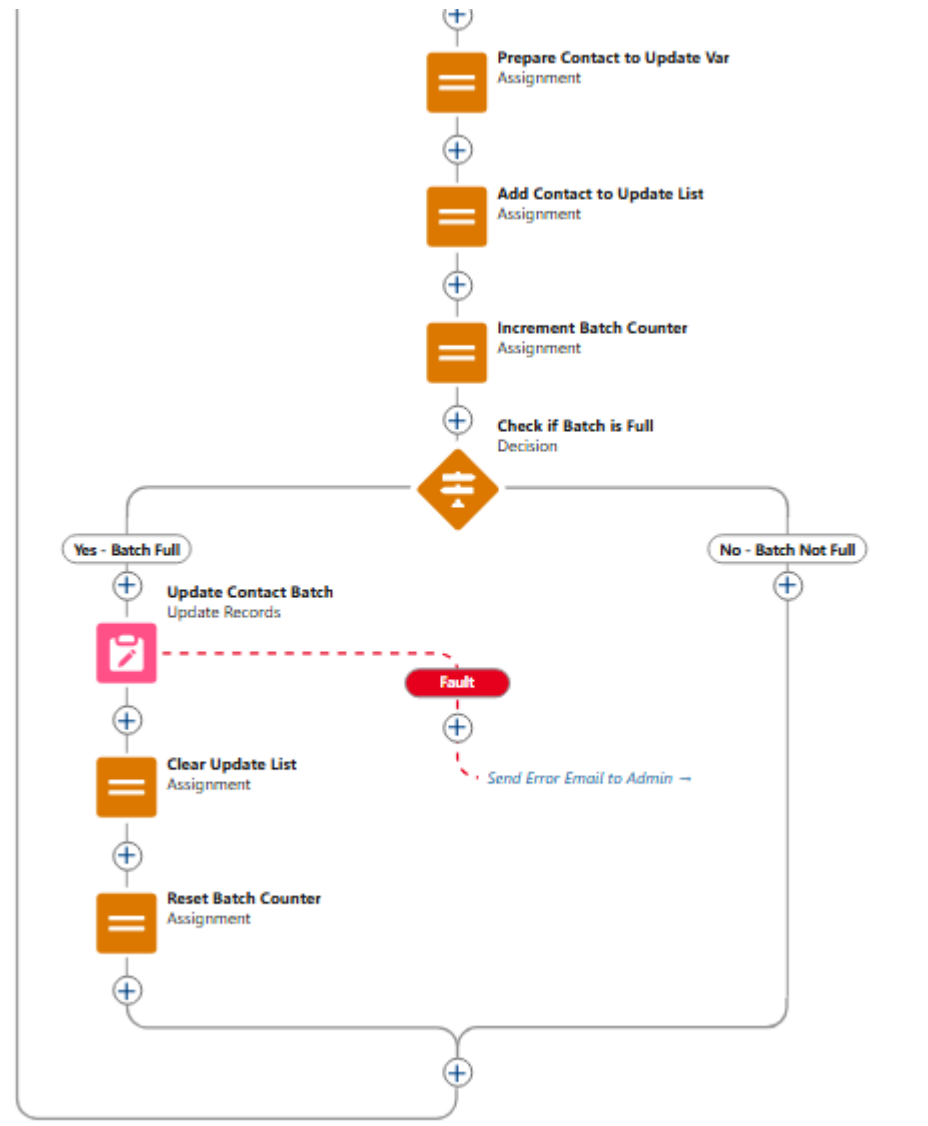 Prepare Contact to Update Var
Assignment
Add Contact to Update List
Assignment
Increment Batch Counter
Assignment
Check if Batch is Full
Decision
Yes - Batch Full
No - Batch Not Full
Update Contact Batch
Update Records
Fault
Clear Update List
Assignment
Send Error Email to Admin →
Reset Batch Counter
Assignment